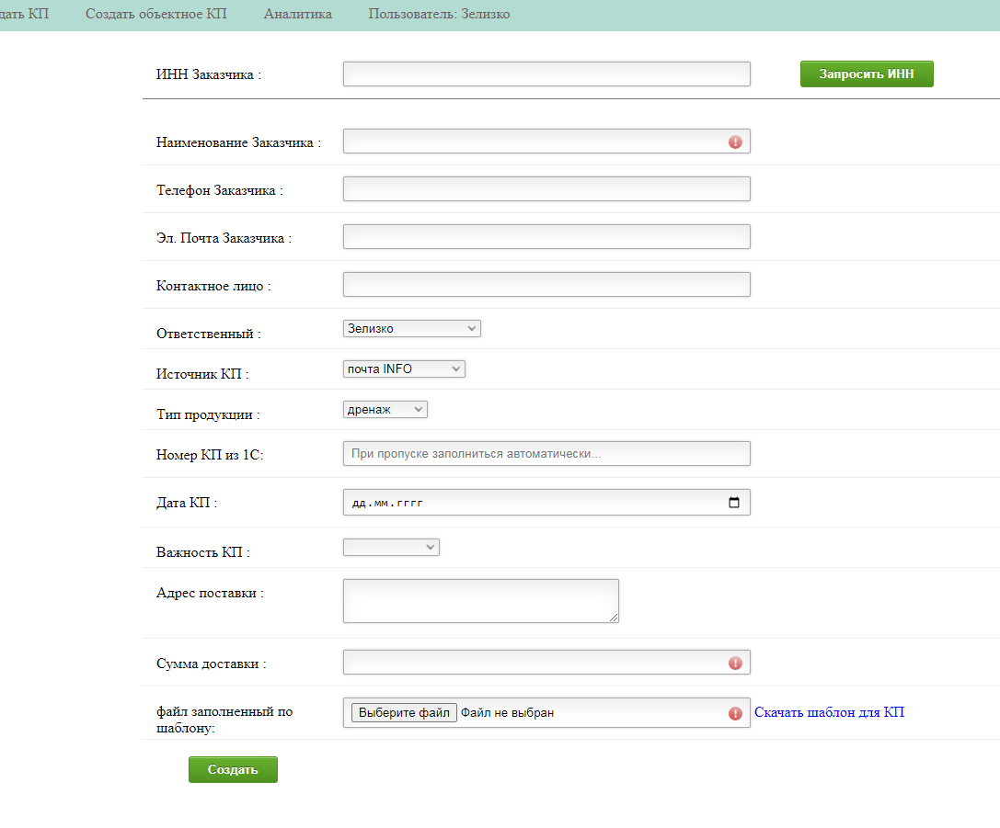 дать КП Создать объектное КП Аналитика Пользователь: Зелизко
ИНН Заказчика : Запросить ИНН
Наименование Заказчика :
Телефон Заказчика :
Эл. Почта Заказчика :
Контактное лицо :
Ответственный : Зелизко
Источник КП : почта INFO
Тип продукции : дренаж
Номер КП из 1С: При пропуске заполниться автоматически...
Дата КП : дд.мм.гггг
Важность КП :
Адрес поставки :
Сумма доставки :
файл заполненный по
шаблону: Выберите файл Файл не выбран Скачать шаблон для КП
Создать